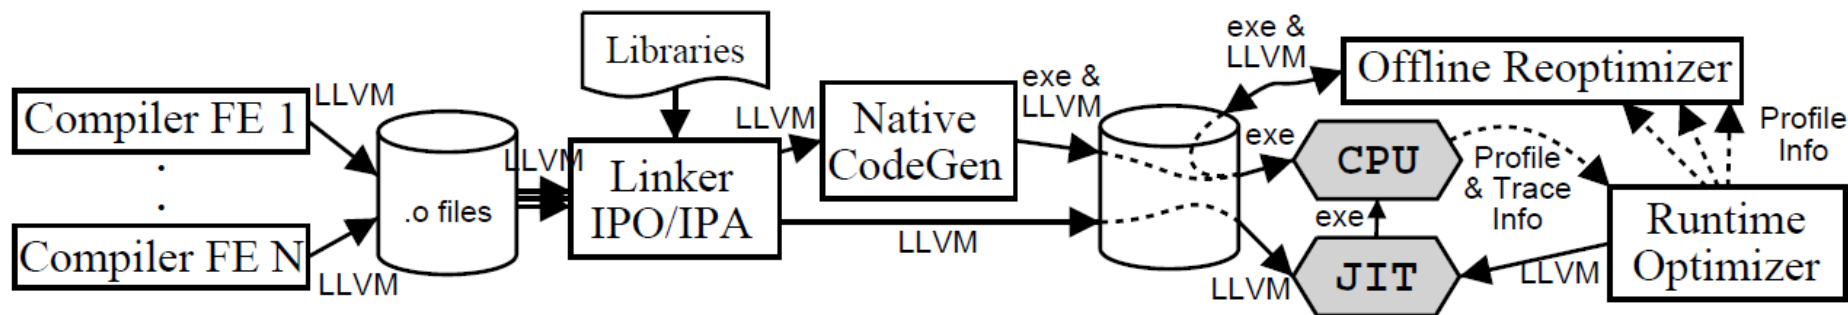 Compiler FE 1
.
.
Compiler FE N
LLVM
LLVM
.o files
LLVM
Libraries
Linker
IPO/IPA
LLVM
LLVM
Native
CodeGen
exe &
LLVM
exe &
LLVM
Offline Reoptimizer
exe
CPU
exe
JIT
LLVM
Profile
& Trace
Info
Profile
Info
Runtime
Optimizer
LLVM